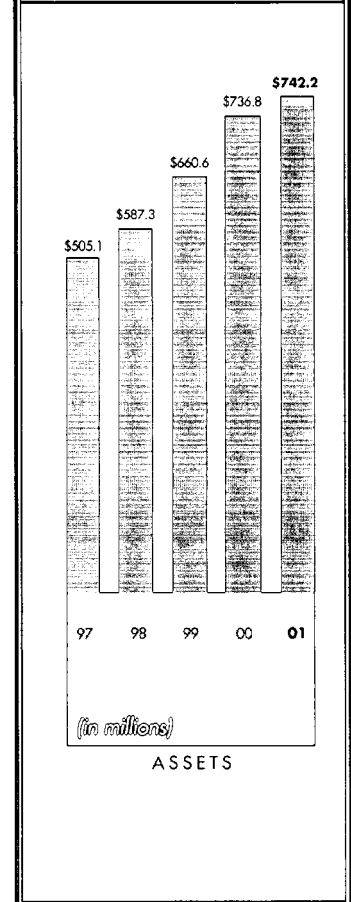 $742.2
$736.8
$660.6
$587.3
$505.1
97 98 99 00 01
(in millions)
ASSETS